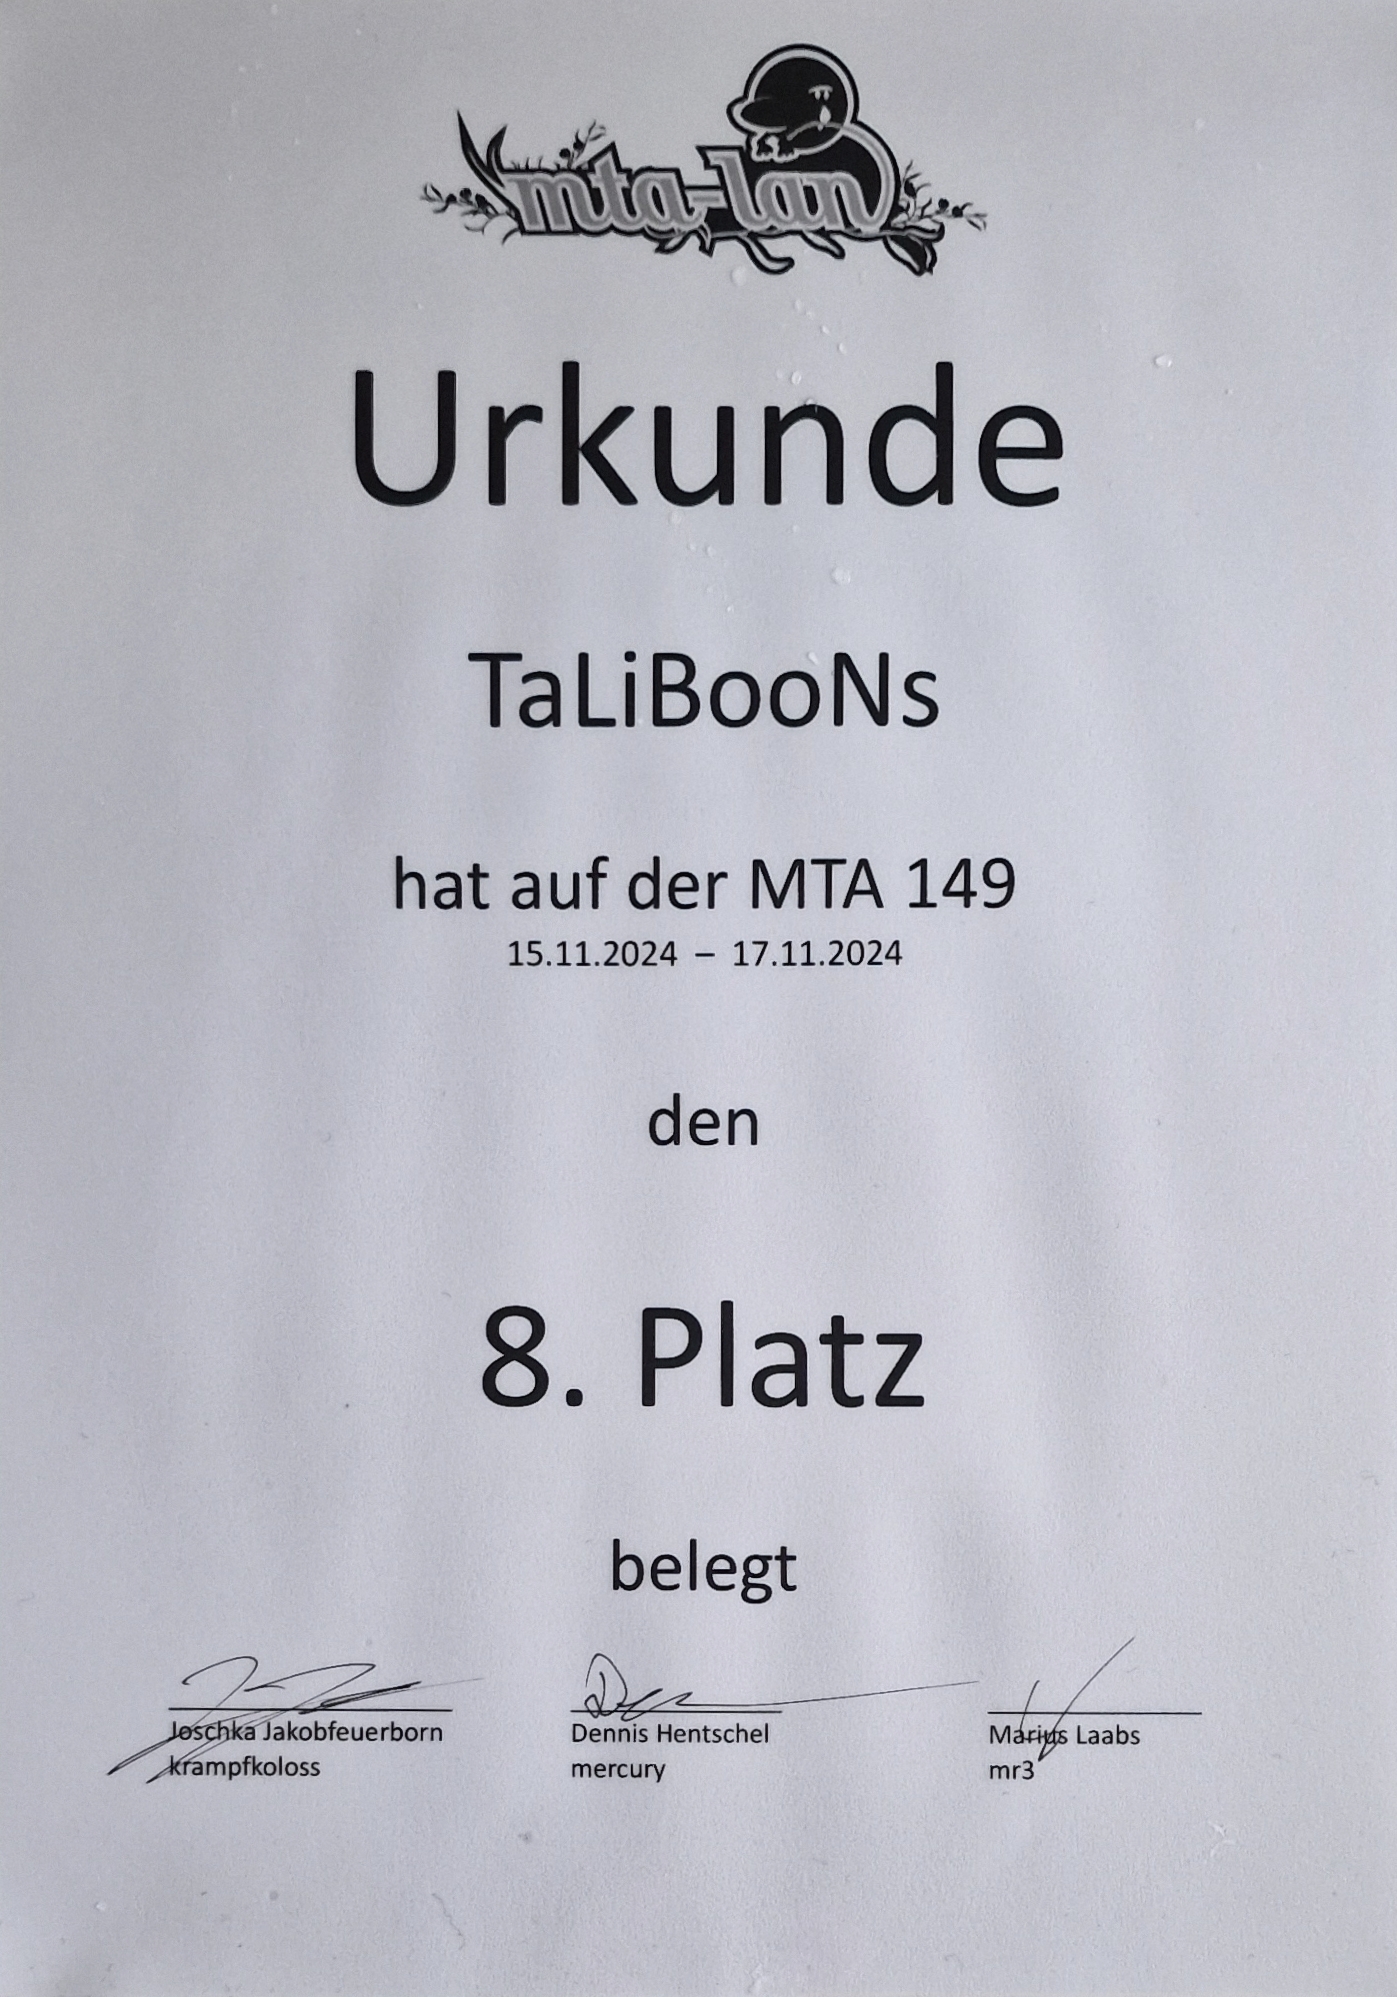 mta-lan
Urkunde
TaLiBooNs
hat auf der MTA 149
15.11.2024 – 17.11.2024
den
8. Platz
belegt
Joschka Jakobfeuerborn
krampfkoloss
Dennis Hentschel
mercury
Marius Laabs
mr3